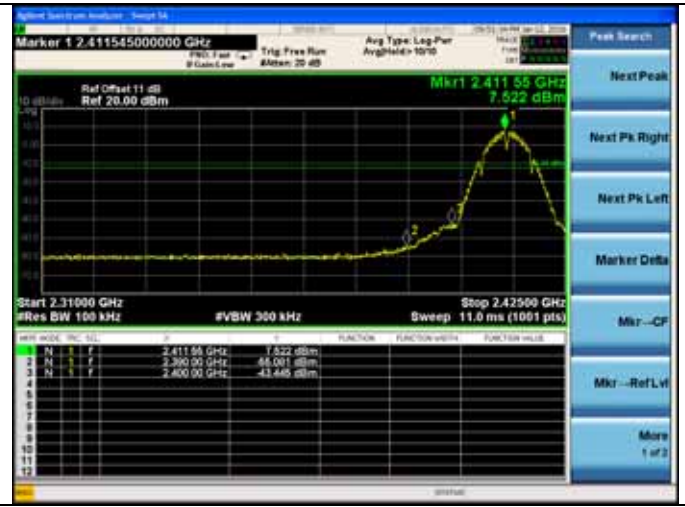 Agilent Spectrum Analyzer - Swept SA
Marker 1 2.411545000000 GHz
PNO: Fast
IFGain:Low
Trig: Free Run
#Atten: 20 dB
Avg Type: Log-Pwr
Avg|Hold:> 10/10
Peak Search
Ref Offset 11 dB
10 dB/div Ref 20.00 dBm
Log
Mkr1 2.411 55 GHz
7.522 dBm
1
2
Start 2.31000 GHz
Stop 2.42500 GHz
#Res BW 100 kHz
#VBW 300 kHz
Sweep 11.0 ms (1001 pts)
MKR MODE TRC SCL X Y FUNCTION FUNCTION WIDTH FUNCTION VALUE
1 N 1 f 2.411 55 GHz 7.522 dBm
2 N 1 f 2.390 00 GHz
3 N 1 f 2.400 00 GHz -43.445 dBm
4
5
6
7
8
9
10
11
12
Next Peak
Next Pk Right
Next Pk Left
Marker Delta
Mkr→CF
Mkr→Ref Lvl
More
1 of 2
MSG
STATUS